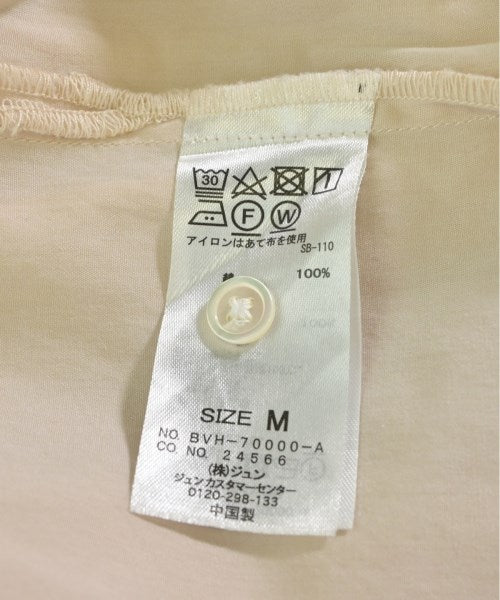 30
F W
アイロンはあて布を使用
SB-110
100%
SIZE M
NO. BVH-70000-A
CO. NO. 24566
(株)ジュン
ジュンカスタマーセンター
0120-298-133
中国製